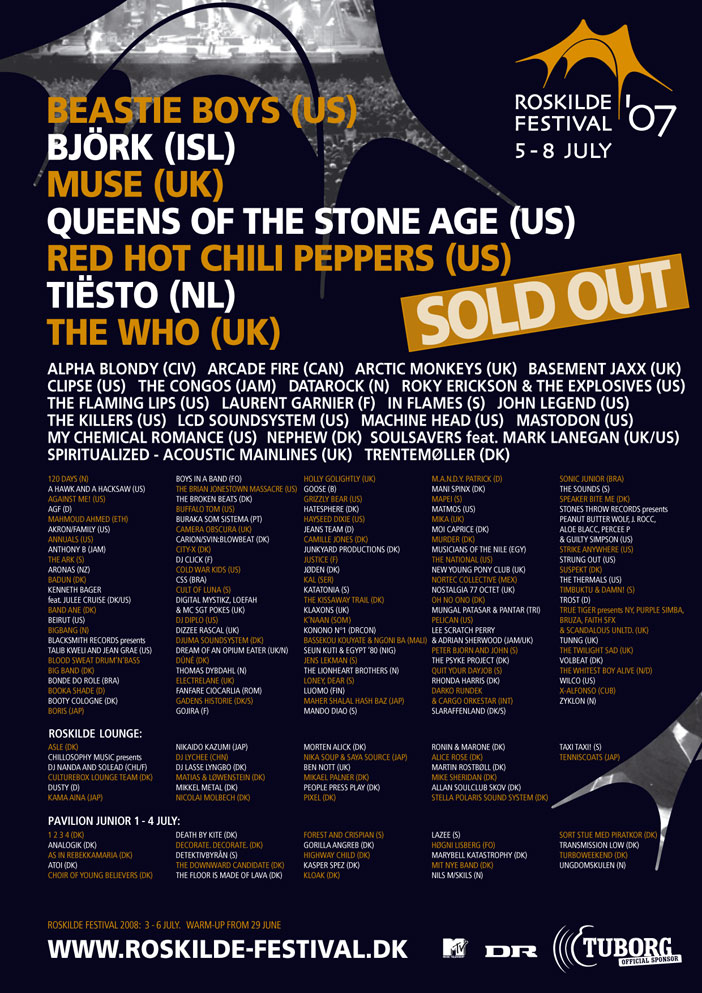 ROSKILDE
FESTIVAL '07
5 - 8 JULY
BEASTIE BOYS (US)
BJÖRK (ISL)
MUSE (UK)
QUEENS OF THE STONE AGE (US)
RED HOT CHILI PEPPERS (US)
TIËSTO (NL)
THE WHO (UK)
SOLD OUT
ALPHA BLONDY (CIV) ARCADE FIRE (CAN) ARCTIC MONKEYS (UK) BASEMENT JAXX (UK)
CLIPSE (US) THE CONGOS (JAM) DATAROCK (N) ROKY ERICKSON & THE EXPLOSIVES (US)
THE FLAMING LIPS (US) LAURENT GARNIER (F) IN FLAMES (S) JOHN LEGEND (US)
THE KILLERS (US) LCD SOUNDSYSTEM (US) MACHINE HEAD (US) MASTODON (US)
MY CHEMICAL ROMANCE (US) NEPHEW (DK) SOULSAVERS feat. MARK LANEGAN (UK/US)
SPIRITUALIZED - ACOUSTIC MAINLINES (UK) TRENTEMØLLER (DK)
120 DAYS (N)
A HAWK AND A HACKSAW (US)
AGAINST ME! (US)
AGF (D)
MAHMOUD AHMED (ETH)
AKRON/FAMILY (US)
ANNUALS (US)
ANTHONY B (JAM)
THE ARK (S)
ARONAS (NZ)
BADUN (DK)
KENNETH BAGER
feat. JULEE CRUISE (DK/US)
BAND ANE (DK)
BEIRUT (US)
BIGBANG (N)
BLACKSMITH RECORDS presents
TALIB KWELI AND JEAN GRAE (US)
BLOOD SWEAT DRUM'N'BASS
BIG BAND (DK)
BONDE DO ROLE (BRA)
BOOKA SHADE (D)
BOOTY COLOGNE (DK)
BORIS (JAP)
BOYS IN A BAND (FO)
THE BRIAN JONESTOWN MASSACRE (US)
THE BROKEN BEATS (DK)
BUFFALO TOM (US)
BURAKA SOM SISTEMA (PT)
CAMERA OBSCURA (UK)
CARION/SVIN:BLOWBEAT (DK)
CITY-X (DK)
DJ CLICK (F)
COLD WAR KIDS (US)
CSS (BRA)
CULT OF LUNA (S)
DIGITAL MYSTIKZ, LOEFAH
& MC SGT POKES (UK)
DJ DIPLO (US)
DIZZEE RASCAL (UK)
DJUMA SOUNDSYSTEM (DK)
DREAM OF AN OPIUM EATER (UK/N)
DÚNÉ (DK)
THOMAS DYBDAHL (N)
ELECTRELANE (UK)
FANFARE CIOCARLIA (ROM)
GADENS HISTORIE (DK/S)
GOJIRA (F)
HOLLY GOLIGHTLY (UK)
GOOSE (B)
GRIZZLY BEAR (US)
HATESPHERE (DK)
HAYSEED DIXIE (US)
JEANS TEAM (D)
CAMILLE JONES (DK)
JUNKYARD PRODUCTIONS (DK)
JUSTICE (F)
JØDEN (DK)
KAL (SER)
KATATONIA (S)
THE KISSAWAY TRAIL (DK)
KLAXONS (UK)
K'NAAN (SOM)
KONONO N°1 (DRCON)
BASSEKOU KOUYATE & NGONI BA (MALI)
SEUN KUTI & EGYPT '80 (NIG)
JENS LEKMAN (S)
THE LIONHEART BROTHERS (N)
LONEY, DEAR (S)
LUOMO (FIN)
MAHER SHALAL HASH BAZ (JAP)
MANDO DIAO (S)
M.A.N.D.Y. PATRICK (D)
MANI SPINX (DK)
MAPEI (S)
MATMOS (US)
MIKA (UK)
MOI CAPRICE (DK)
MURDER (DK)
MUSICIANS OF THE NILE (EGY)
THE NATIONAL (US)
NEW YOUNG PONY CLUB (UK)
NORTEC COLLECTIVE (MEX)
NOSTALGIA 77 OCTET (UK)
OH NO ONO (DK)
MUNGAL PATASAR & PANTAR (TRI)
PELICAN (US)
LEE SCRATCH PERRY
& ADRIAN SHERWOOD (JAM/UK)
PETER BJORN AND JOHN (S)
THE PSYKE PROJECT (DK)
QUIT YOUR DAYJOB (S)
RHONDA HARRIS (DK)
DARKO RUNDEK
& CARGO ORKESTAR (INT)
SLARAFFENLAND (DK/S)
SONIC JUNIOR (BRA)
THE SOUNDS (S)
SPEAKER BITE ME (DK)
STONES THROW RECORDS presents
PEANUT BUTTER WOLF, J. ROCC,
ALOE BLACC, PERCEE P
& GUILTY SIMPSON (US)
STRIKE ANYWHERE (US)
STRUNG OUT (US)
SUSPEKT (DK)
THE THERMALS (US)
TIMBUKTU & DAMN! (S)
TROST (D)
TRUE TIGER presents NY, PURPLE SIMBA,
BRUZA, FAITH SFX
& SCANDALOUS UNLTD. (UK)
TUNNG (UK)
THE TWILIGHT SAD (UK)
VOLBEAT (DK)
THE WHITEST BOY ALIVE (N/D)
WILCO (US)
X-ALFONSO (CUB)
ZYKLON (N)
ROSKILDE LOUNGE:
ASLE (DK)
CHILLOSOPHY MUSIC presents
DJ NANDA AND SOLEAD (CHL/F)
CULTUREBOX LOUNGE TEAM (DK)
DUSTY (D)
KAMA AINA (JAP)
NIKAIDO KAZUMI (JAP)
DJ LYCHEE (CHN)
DJ LASSE LYNGBO (DK)
MATIAS & LØWENSTEIN (DK)
MIKKEL METAL (DK)
NICOLAI MOLBECH (DK)
MORTEN ALICK (DK)
NIKA SOUP & SAYA SOURCE (JAP)
BEN NOTT (UK)
MIKAEL PALNER (DK)
PEOPLE PRESS PLAY (DK)
PIXEL (DK)
RONIN & MARONE (DK)
ALICE ROSE (DK)
MARTIN ROSTBØLL (DK)
MIKE SHERIDAN (DK)
ALLAN SOULCLUB SKOV (DK)
STELLA POLARIS SOUND SYSTEM (DK)
TAXI TAXI! (S)
TENNISCOATS (JAP)
PAVILION JUNIOR 1 - 4 JULY:
1 2 3 4 (DK)
ANALOGIK (DK)
AS IN REBEKKAMARIA (DK)
ATOI (DK)
CHOIR OF YOUNG BELIEVERS (DK)
DEATH BY KITE (DK)
DECORATE. DECORATE. (DK)
DETEKTIVBYRÅN (S)
THE DOWNWARD CANDIDATE (DK)
THE FLOOR IS MADE OF LAVA (DK)
FOREST AND CRISPIAN (S)
GORILLA ANGREB (DK)
HIGHWAY CHILD (DK)
KASPER SPEZ (DK)
KLOAK (DK)
LAZEE (S)
HØGNI LISBERG (FO)
MARYBELL KATASTROPHY (DK)
MIT NYE BAND (DK)
NILS M/SKILS (N)
SORT STUE MED PIRATKOR (DK)
TRANSMISSION LOW (DK)
TURBOWEEKEND (DK)
UNGDOMSKULEN (N)
ROSKILDE FESTIVAL 2008: 3 - 6 JULY. WARM-UP FROM 29 JUNE
WWW.ROSKILDE-FESTIVAL.DK
MTV
DR
TUBORG
OFFICIAL SPONSOR